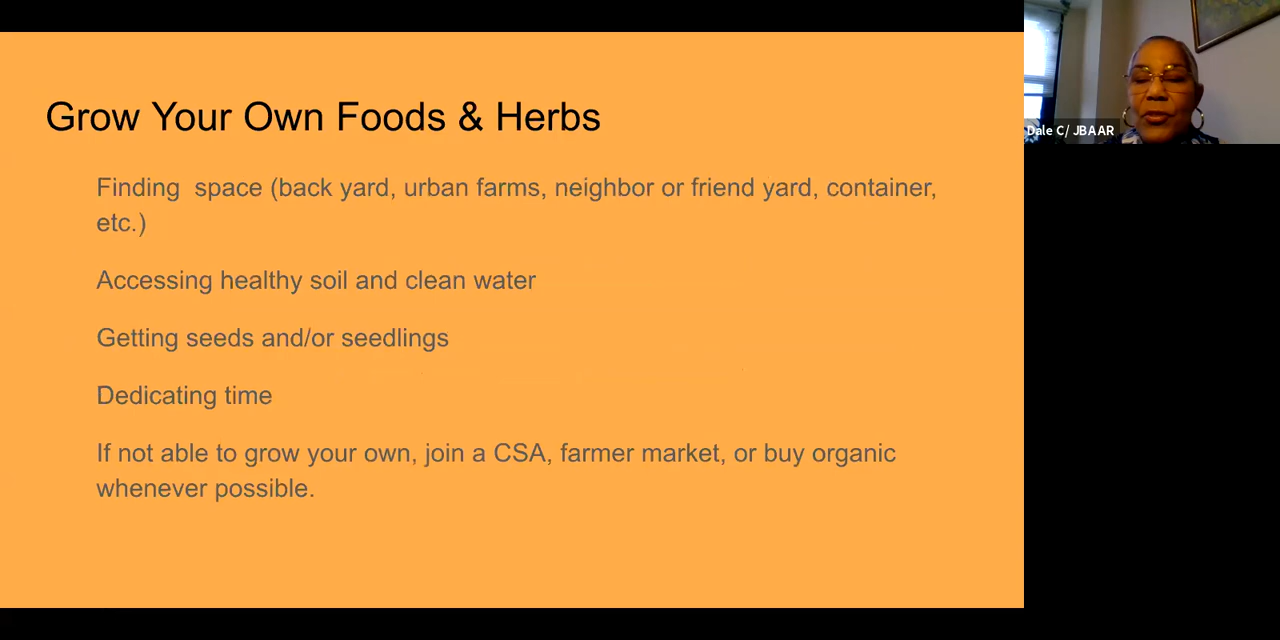 Grow Your Own Foods & Herbs
Finding  space (back yard, urban farms, neighbor or friend yard, container,
etc.)
Accessing healthy soil and clean water
Getting seeds and/or seedlings
Dedicating time
If not able to grow your own, join a CSA, farmer market, or buy organic
whenever possible.
Dale C/ JBAAR